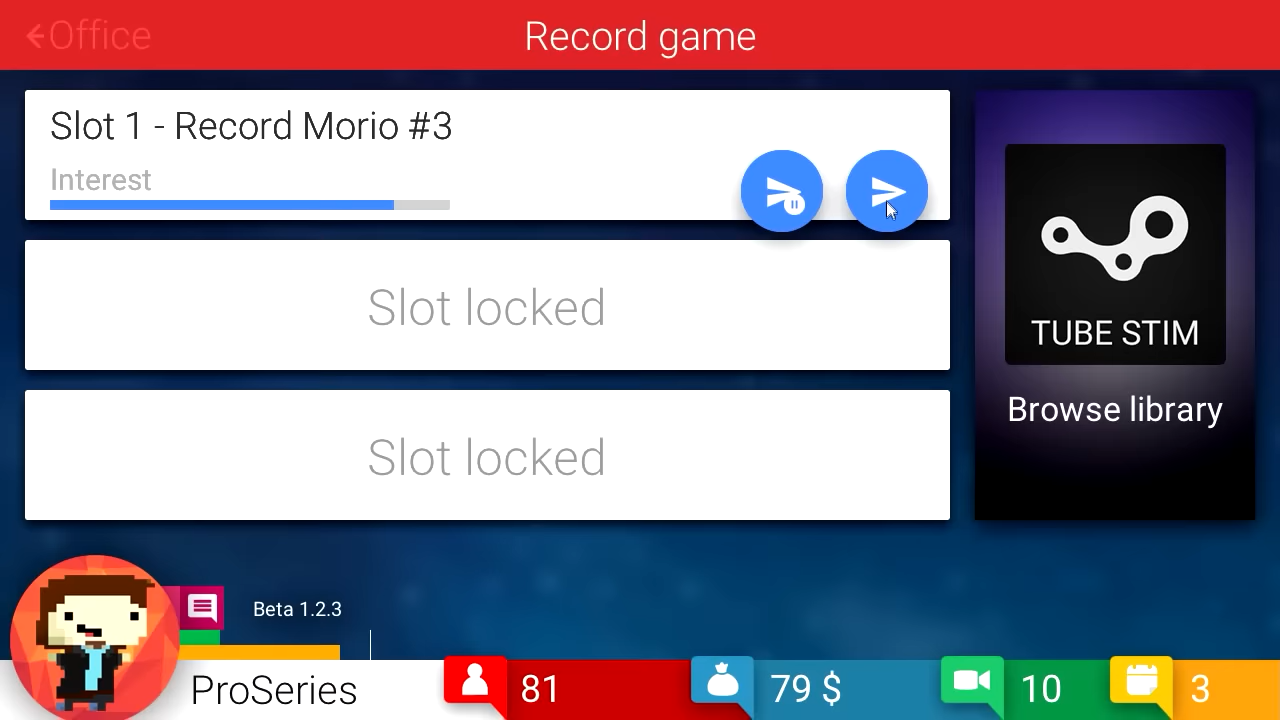 Office
Record game
Slot 1 - Record Morio #3
Interest
Slot locked
Slot locked
TUBE STIM
Browse library
Beta 1.2.3
ProSeries
81
79 $
10
3